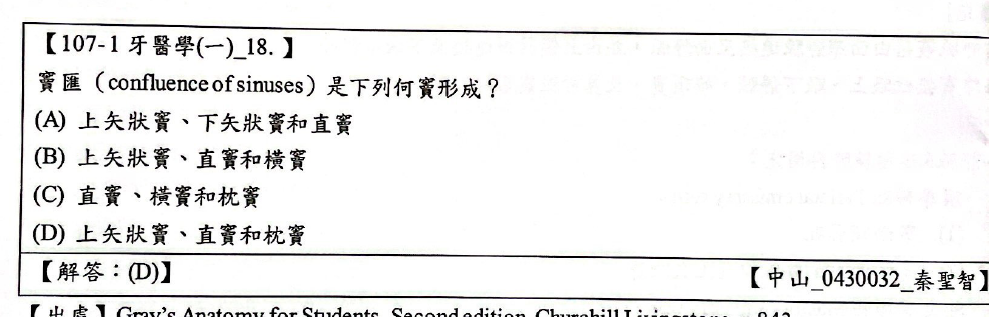 【107-1 牙醫學(一)_18. 】
竇匯（confluence of sinuses）是下列何竇形成？
(A) 上矢狀竇、下矢狀竇和直竇
(B) 上矢狀竇、直竇和橫竇
(C) 直竇、橫竇和枕竇
(D) 上矢狀竇、直竇和枕竇
【解答：(D)】 【中山_0430032_秦聖智】
【出處】Gray's Anatomy for Students, Second edition, Churchill Livingstone